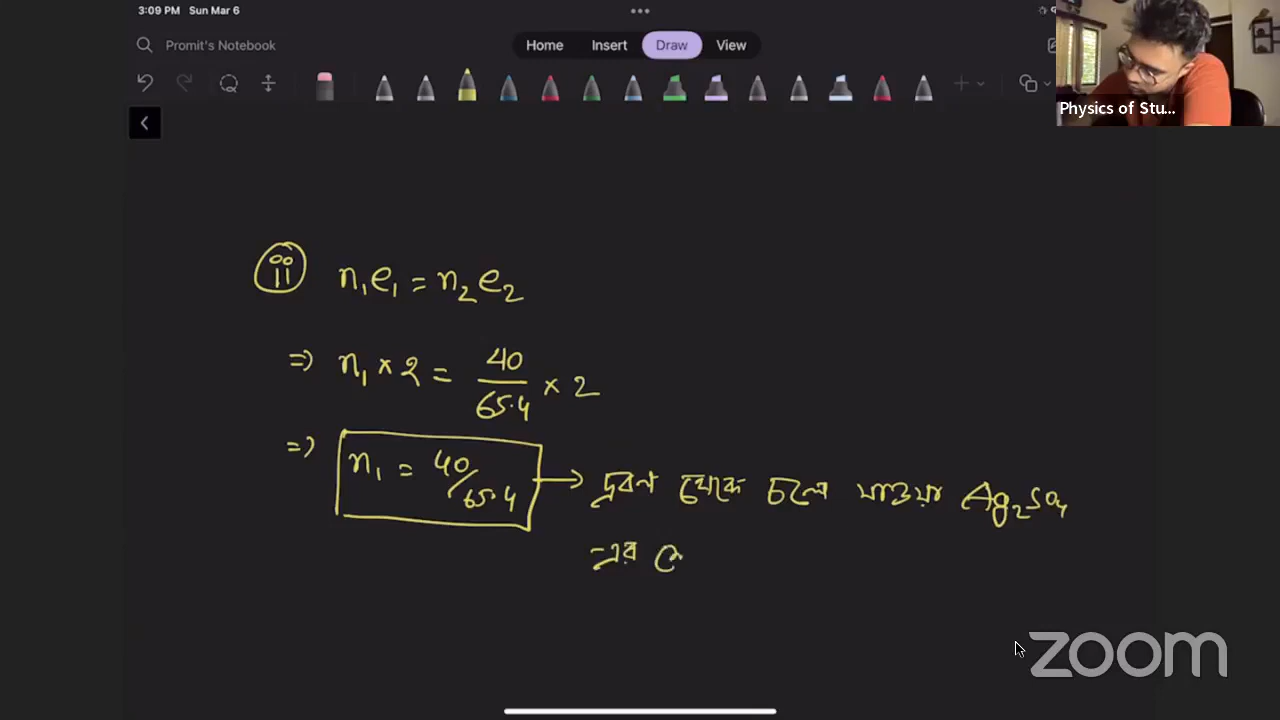 3:09 PM Sun Mar 6
Promit's Notebook
Home Insert Draw View
Physics of Stu...
ii n₁e₁ = n₂e₂
=> n₁ × 2 = 40/65.4 × 2
=> n₁ = 40/65.4 → দ্রবণ থেকে চলে যাওয়া Ag₂SO₄
এর
zoom